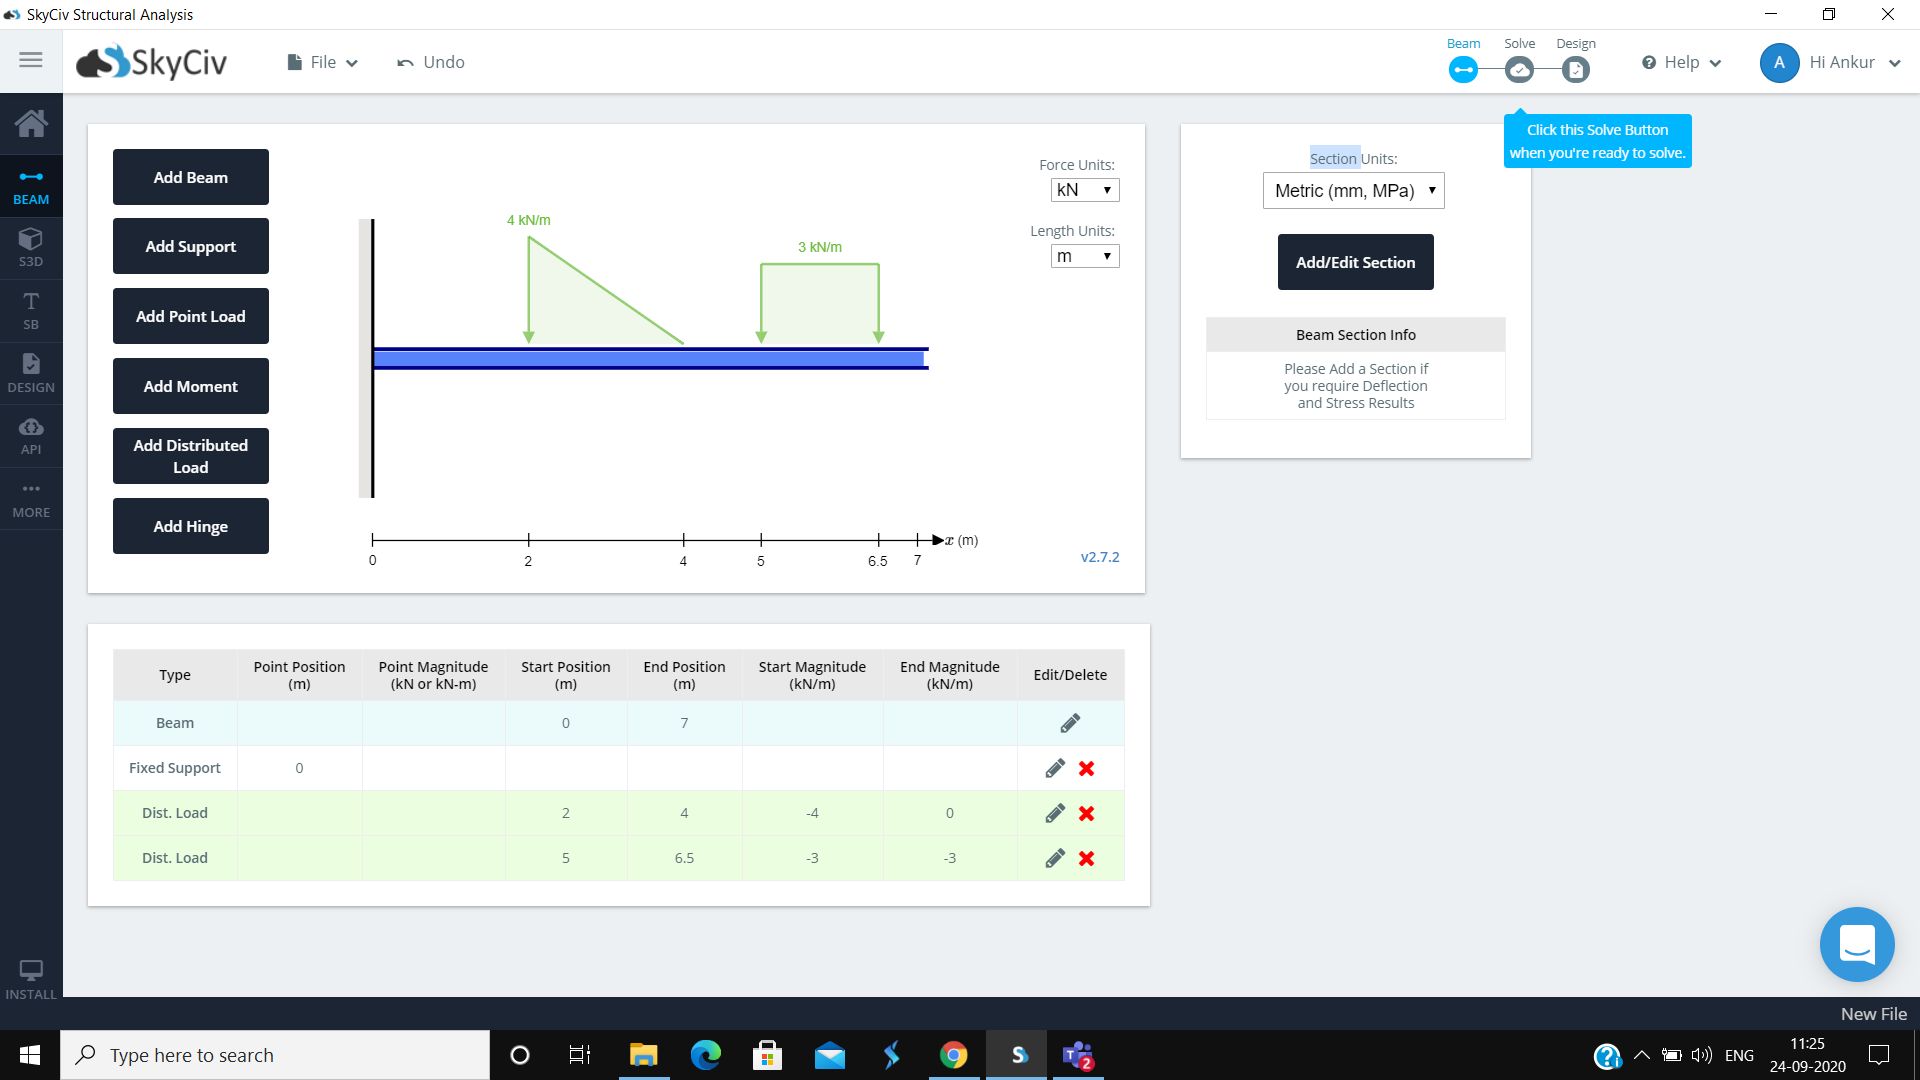 SkyCiv Structural Analysis
SkyCiv
File
Undo
Beam
Solve
Design
Help
A
Hi Ankur
Click this Solve Button
when you're ready to solve.
BEAM
S3D
T
SB
DESIGN
API
MORE
INSTALL
Add Beam
Add Support
Add Point Load
Add Moment
Add Distributed
Load
Add Hinge
Force Units:
kN
Length Units:
m
4 kN/m
3 kN/m
x (m)
0 2 4 5 6.5 7
v2.7.2
Section Units:
Metric (mm, MPa)
Add/Edit Section
Beam Section Info
Please Add a Section if
you require Deflection
and Stress Results
Type Point Position (m) Point Magnitude (kN or kN-m) Start Position (m) End Position (m) Start Magnitude (kN/m) End Magnitude (kN/m) Edit/Delete
Beam 0 7
Fixed Support 0
Dist. Load 2 4 -4 0
Dist. Load 5 6.5 -3 -3
New File
Type here to search
T
2
ENG
11:25
24-09-2020